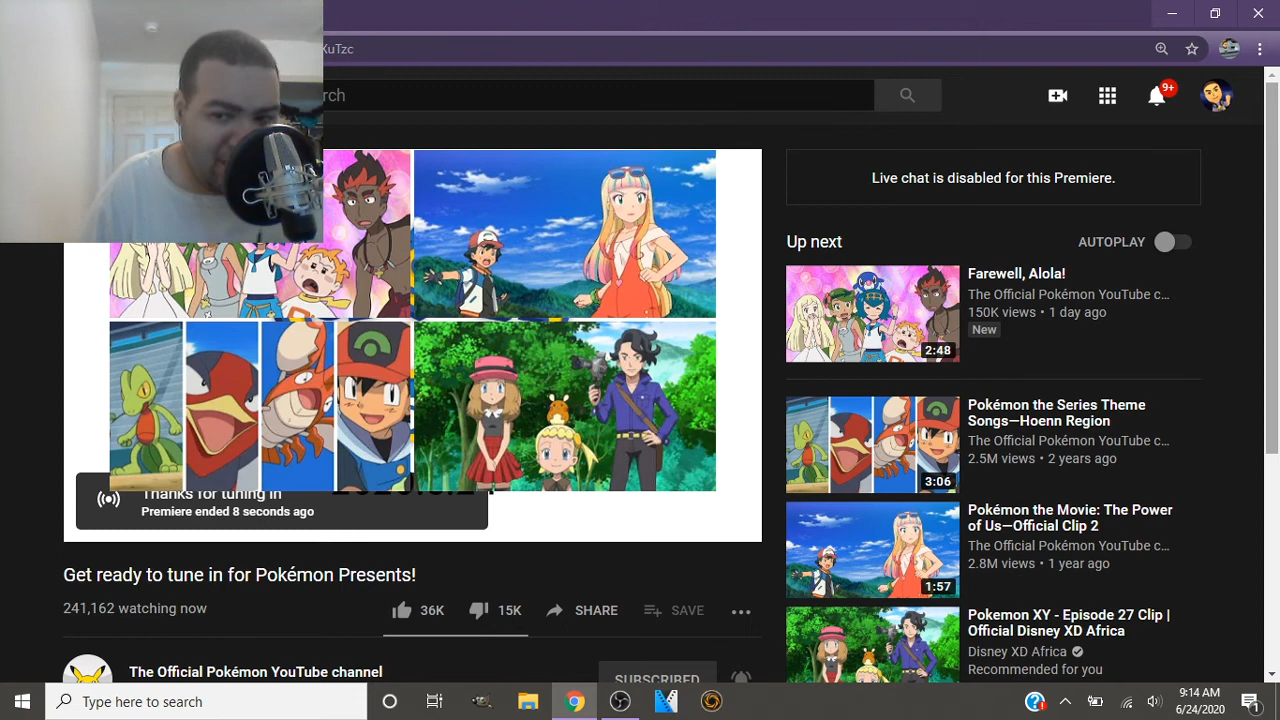 XuTzc
rch
9+
Live chat is disabled for this Premiere.
Up next
AUTOPLAY
Farewell, Alola!
The Official Pokémon YouTube c...
150K views • 1 day ago
New
2:48
Pokémon the Series Theme
Songs—Hoenn Region
The Official Pokémon YouTube c...
2.5M views • 2 years ago
3:06
Pokémon the Movie: The Power
of Us—Official Clip 2
The Official Pokémon YouTube c...
2.8M views • 1 year ago
1:57
Pokemon XY - Episode 27 Clip |
Official Disney XD Africa
Disney XD Africa
Recommended for you
Thanks for tuning in
Premiere ended 8 seconds ago
Get ready to tune in for Pokémon Presents!
241,162 watching now
36K
15K
SHARE
SAVE
The Official Pokémon YouTube channel
SUBSCRIBED
Type here to search
9:14 AM
6/24/2020
1